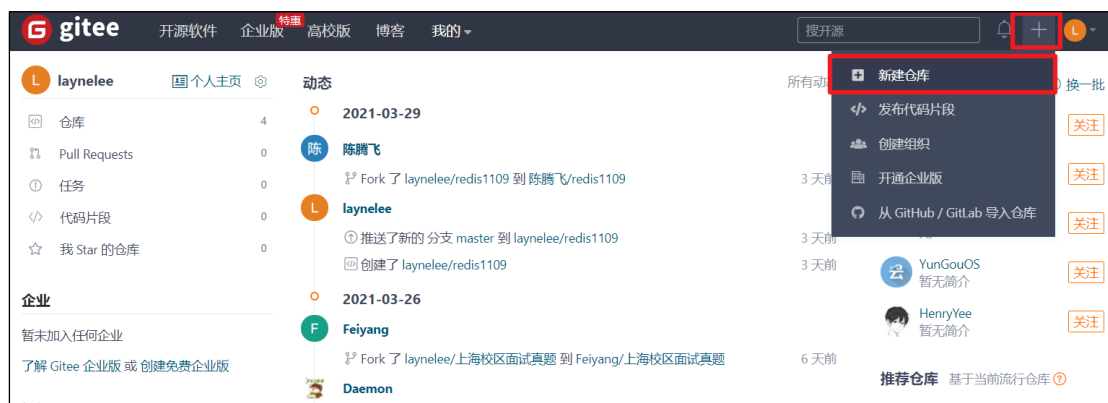 G gitee 开源软件 企业版 特惠 高校版 博客 我的 搜开源 L
L laynelee 个人主页
仓库 4
Pull Requests 0
任务 0
代码片段 0
我 Star 的仓库 0
企业
暂未加入任何企业
了解 Gitee 企业版 或 创建免费企业版
动态 所有动
2021-03-29
陈 陈腾飞
Fork 了 laynelee/redis1109 到 陈腾飞/redis1109 3 天前
L laynelee
推送了新的 分支 master 到 laynelee/redis1109 3 天前
创建了 laynelee/redis1109 3 天前
2021-03-26
F Feiyang
Fork 了 laynelee/上海校区面试真题 到 Feiyang/上海校区面试真题 6 天前
Daemon
新建仓库
发布代码片段
创建组织
开通企业版
从 GitHub / GitLab 导入仓库
换一批
关注
关注
关注
云 YunGouOS 关注
暂无简介
HenryYee 关注
暂无简介
推荐仓库 基于当前流行仓库